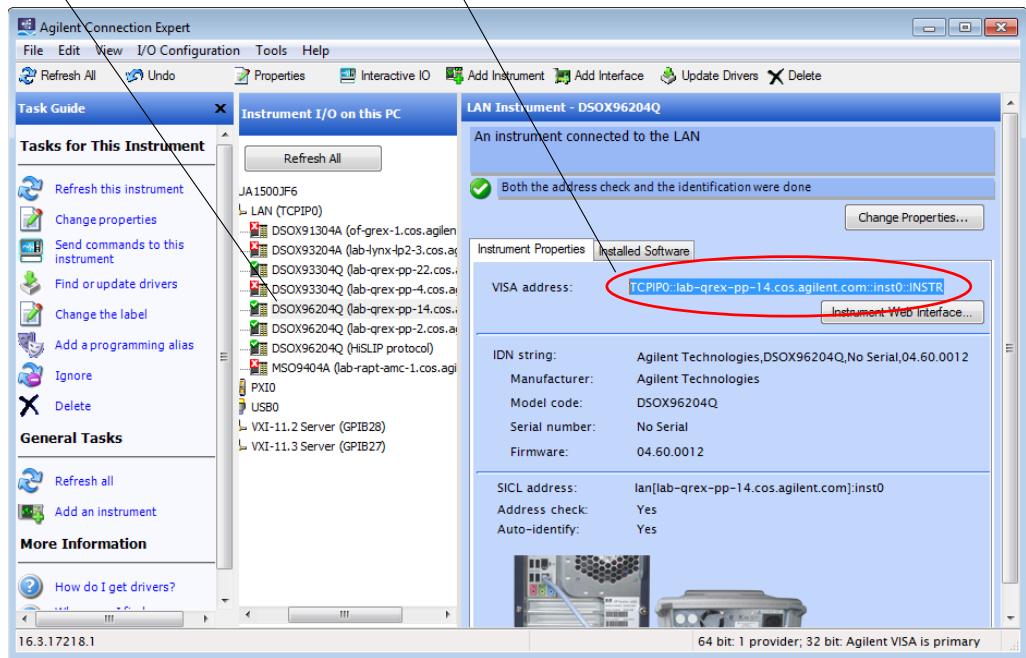 Agilent Connection Expert
File Edit View I/O Configuration Tools Help
Refresh All Undo Properties Interactive IO Add Instrument Add Interface Update Drivers Delete
Task Guide
Tasks for This Instrument
Refresh this instrument
Change properties
Send commands to this
instrument
Find or update drivers
Change the label
Add a programming alias
Ignore
Delete
General Tasks
Refresh all
Add an instrument
More Information
How do I get drivers?
Instrument I/O on this PC
Refresh All
JA1500JF6
LAN (TCPIP0)
DSOX91304A (of-grex-1.cos.agilen
DSOX93204A (lab-lynx-lp2-3.cos.ag
DSOX93304Q (lab-qrex-pp-22.cos.a
DSOX93304Q (lab-qrex-pp-4.cos.ag
DSOX96204Q (lab-qrex-pp-14.cos.a
DSOX96204Q (lab-qrex-pp-2.cos.ag
DSOX96204Q (HiSLIP protocol)
MSO9404A (lab-rapt-amc-1.cos.agi
PXI0
USB0
VXI-11.2 Server (GPIB28)
VXI-11.3 Server (GPIB27)
LAN Instrument - DSOX96204Q
An instrument connected to the LAN
Both the address check and the identification were done
Change Properties...
Instrument Properties Installed Software
VISA address: TCPIP0::lab-qrex-pp-14.cos.agilent.com::inst0::INSTR
Instrument Web Interface...
IDN string: Agilent Technologies,DSOX96204Q,No Serial,04.60.0012
Manufacturer: Agilent Technologies
Model code: DSOX96204Q
Serial number: No Serial
Firmware: 04.60.0012
SICL address: lan[lab-qrex-pp-14.cos.agilent.com]:inst0
Address check: Yes
Auto-identify: Yes
16.3.17218.1
64 bit: 1 provider; 32 bit: Agilent VISA is primary